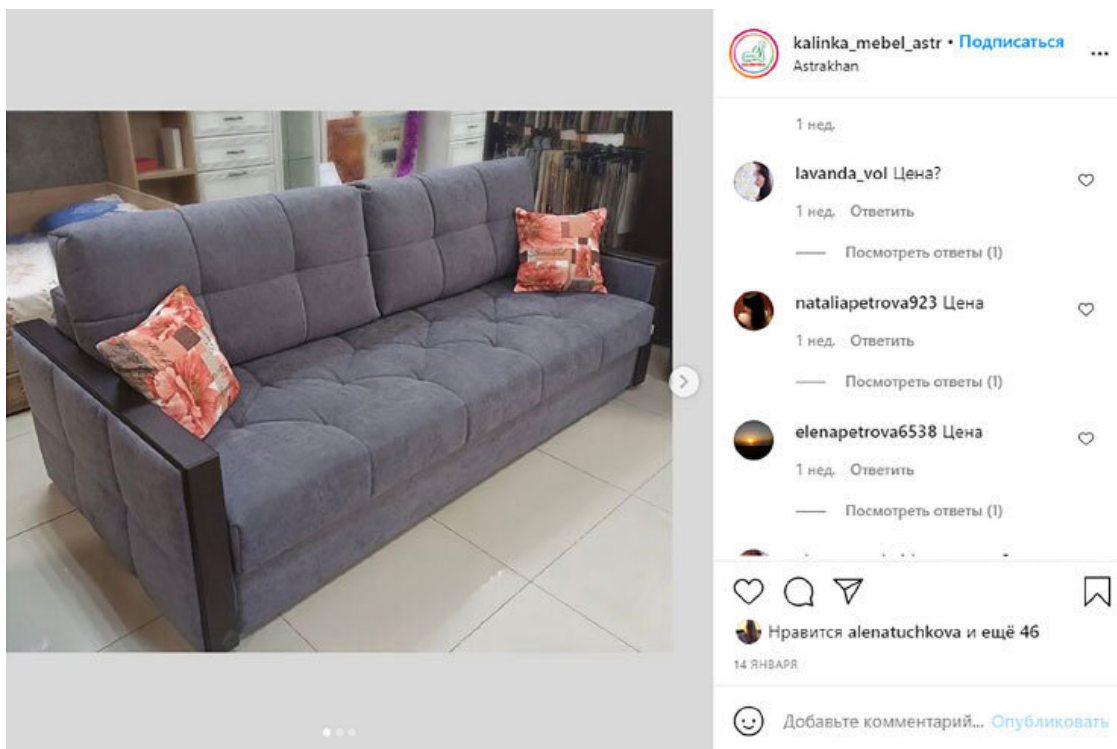 kalinka_mebel_astr • Подписаться
Astrakhan
1 нед.
lavanda_vol Цена?
1 нед. Ответить
Посмотреть ответы (1)
nataliapetrova923 Цена
1 нед. Ответить
Посмотреть ответы (1)
elenapetrova6538 Цена
1 нед. Ответить
Посмотреть ответы (1)
Нравится alenatuchkova и ещё 46
14 ЯНВАРЯ
Добавьте комментарий... Опубликовать